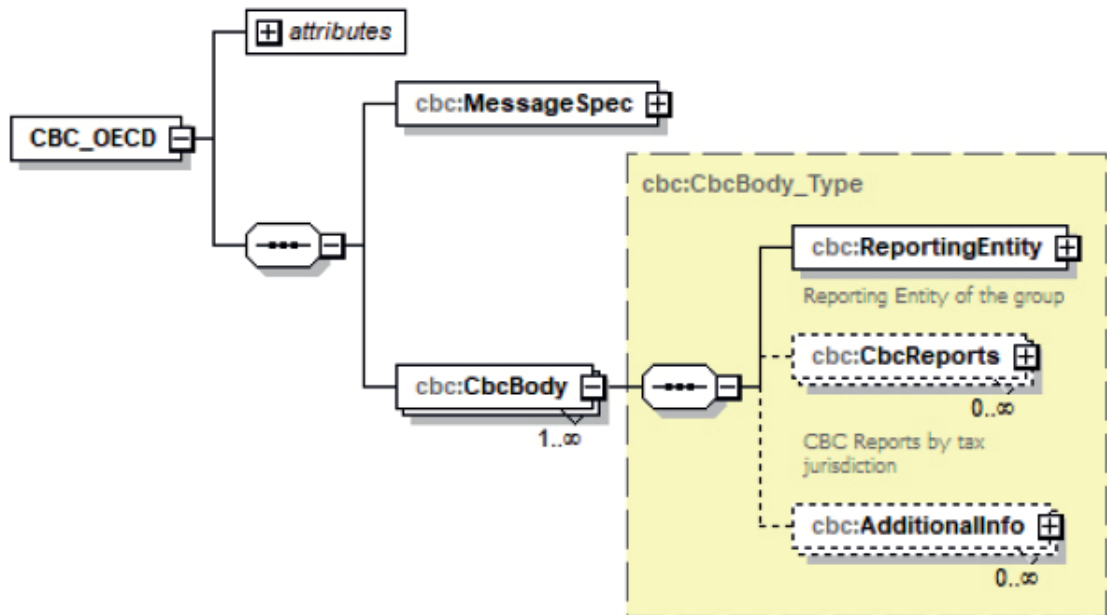 attributes
cbc:MessageSpec
CBC_OECD
cbc:CbcBody_Type
cbc:ReportingEntity
Reporting Entity of the group
cbc:CbcReports
0..∞
cbc:CbcBody
1..∞
CBC Reports by tax
jurisdiction
cbc:AdditionalInfo
0..∞